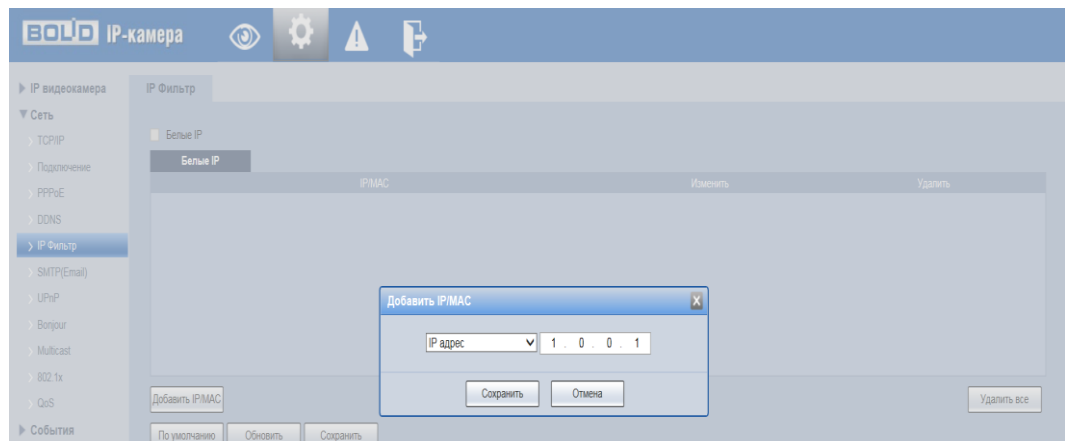 BOLID IP-камера
IP видеокамера
IP Фильтр
Сеть
TCP/IP
Белые IP
Подключение
Белые IP
IP/MAC Изменить Удалить
PPPoE
DDNS
IP Фильтр
SMTP(Email)
UPnP
Добавить IP/MAC
Bonjour
IP адрес 1 . 0 . 0 . 1
Multicast
802.1x
Сохранить Отмена
QoS
Добавить IP/MAC Удалить все
События
По умолчанию Обновить Сохранить